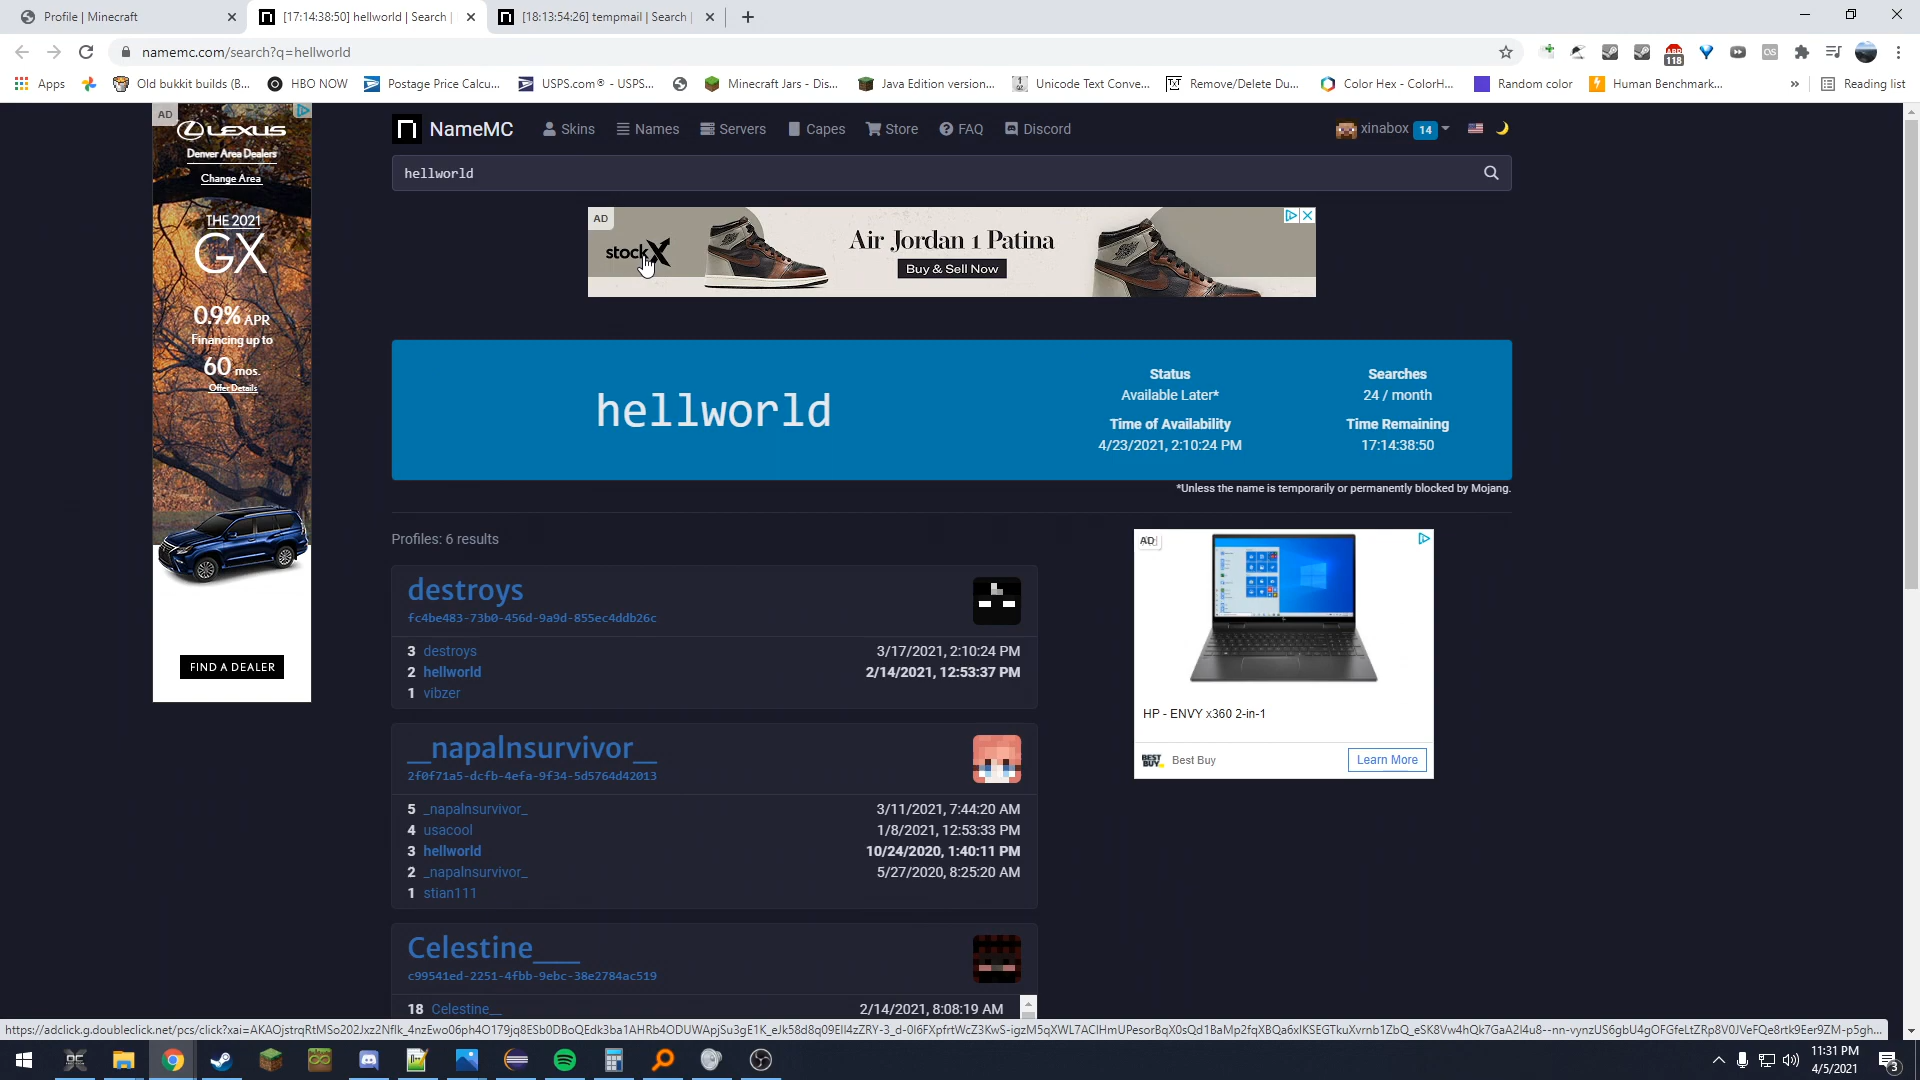 Profile | Minecraft
[17:14:38:50] hellworld | Search |
[18:13:54:26] tempmail | Search |
namemc.com/search?q=hellworld
118
Apps
Old bukkit builds (B...
HBO NOW
Postage Price Calcu...
USPS.com® - USPS...
Minecraft Jars - Dis...
Java Edition version...
Unicode Text Conve...
Remove/Delete Du...
Color Hex - ColorH...
Random color
Human Benchmark...
»
Reading list
NameMC
Skins
Names
Servers
Capes
Store
FAQ
Discord
xinabox 14
hellworld
AD
LEXUS
Denver Area Dealers
Change Area
THE 2021
GX
0.9% APR
Financing up to
60 mos.
Offer Details
FIND A DEALER
AD
stockX
Air Jordan 1 Patina
Buy & Sell Now
hellworld
Status
Available Later*
Time of Availability
4/23/2021, 2:10:24 PM
Searches
24 / month
Time Remaining
17:14:38:50
*Unless the name is temporarily or permanently blocked by Mojang.
Profiles: 6 results
destroys
fc4be483-73b0-456d-9a9d-855ec4ddb26c
3 destroys 3/17/2021, 2:10:24 PM
2 hellworld 2/14/2021, 12:53:37 PM
1 vibzer
__napalnsurvivor__
2f0f71a5-dcfb-4efa-9f34-5d5764d42013
5 _napalnsurvivor_ 3/11/2021, 7:44:20 AM
4 usacool 1/8/2021, 12:53:33 PM
3 hellworld 10/24/2020, 1:40:11 PM
2 _napalnsurvivor_ 5/27/2020, 8:25:20 AM
1 stian111
Celestine___
c99541ed-2251-4fbb-9ebc-38e2784ac519
18 Celestine__ 2/14/2021, 8:08:19 AM
AD
HP - ENVY x360 2-in-1
BEST BUY
Best Buy
Learn More
11:31 PM
4/5/2021
3